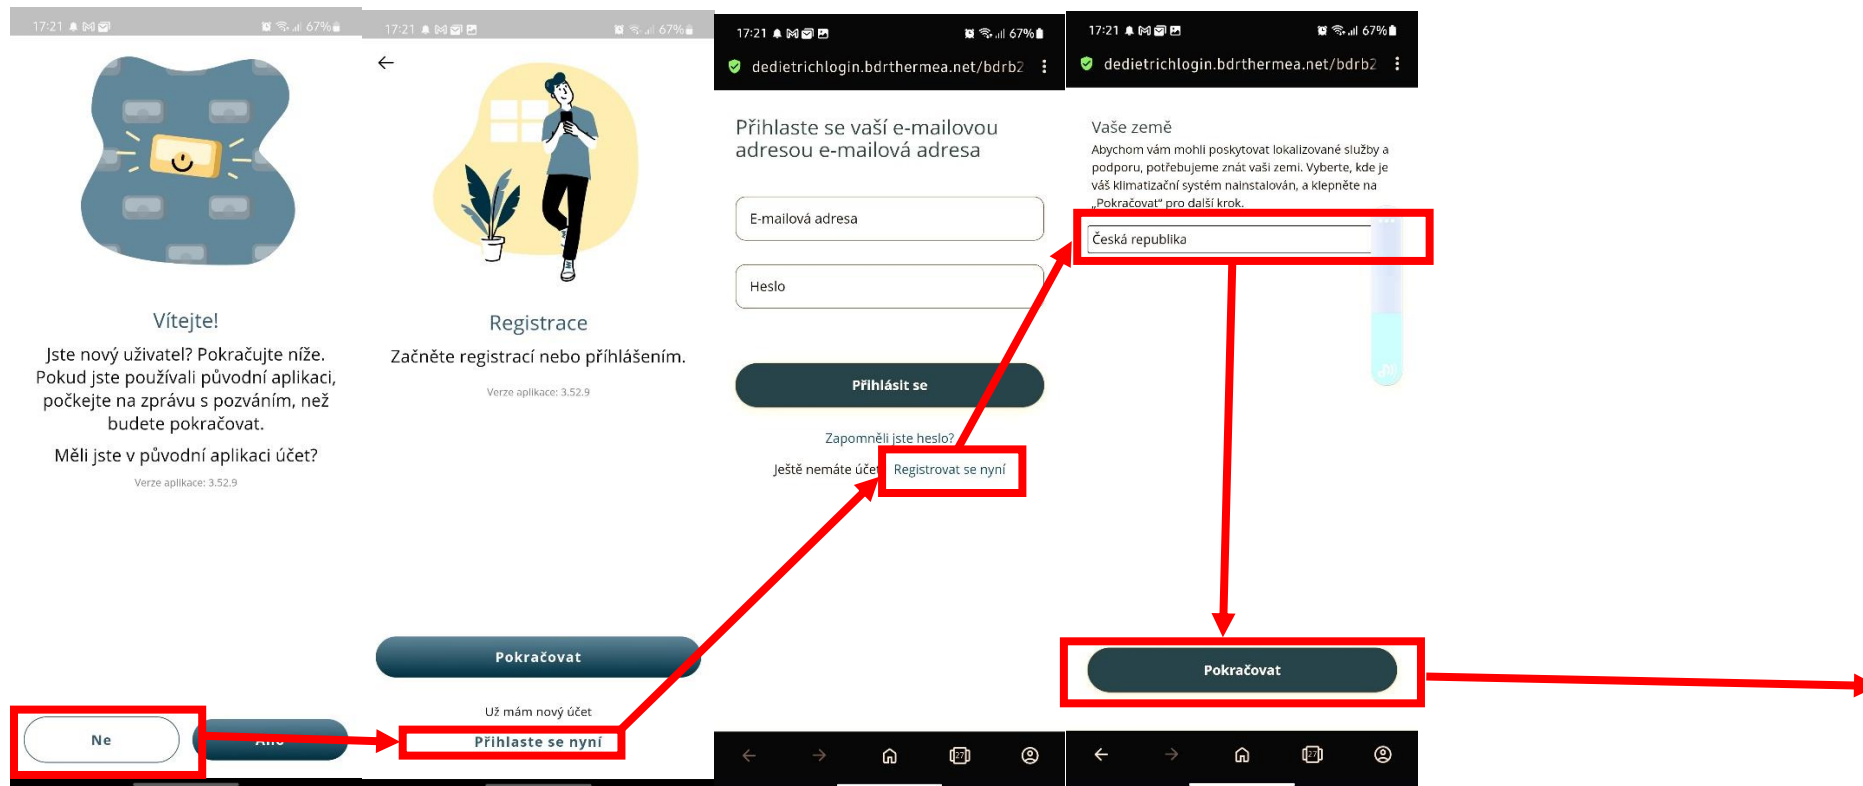 17:21
67%
Vítejte!
Jste nový uživatel? Pokračujte níže.
Pokud jste používali původní aplikaci,
počkejte na zprávu s pozváním, než
budete pokračovat.
Měli jste v původní aplikaci účet?
Verze aplikace: 3.52.9
Ne
Ano
17:21
67%
Registrace
Začněte registrací nebo příhlášením.
Verze aplikace: 3.52.9
Pokračovat
Už mám nový účet
Přihlaste se nyní
17:21
67%
dedietrichlogin.bdrthermea.net/bdrb2
Přihlaste se vaší e-mailovou
adresou e-mailová adresa
E-mailová adresa
Heslo
Přihlásit se
Zapomněli jste heslo?
Ještě nemáte účet Registrovat se nyní
27
17:21
67%
dedietrichlogin.bdrthermea.net/bdrb2
Vaše země
Abychom vám mohli poskytovat lokalizované služby a
podporu, potřebujeme znát vaši zemi. Vyberte, kde je
váš klimatizační systém nainstalován, a klepněte na
„Pokračovat“ pro další krok.
Česká republika
Pokračovat
27